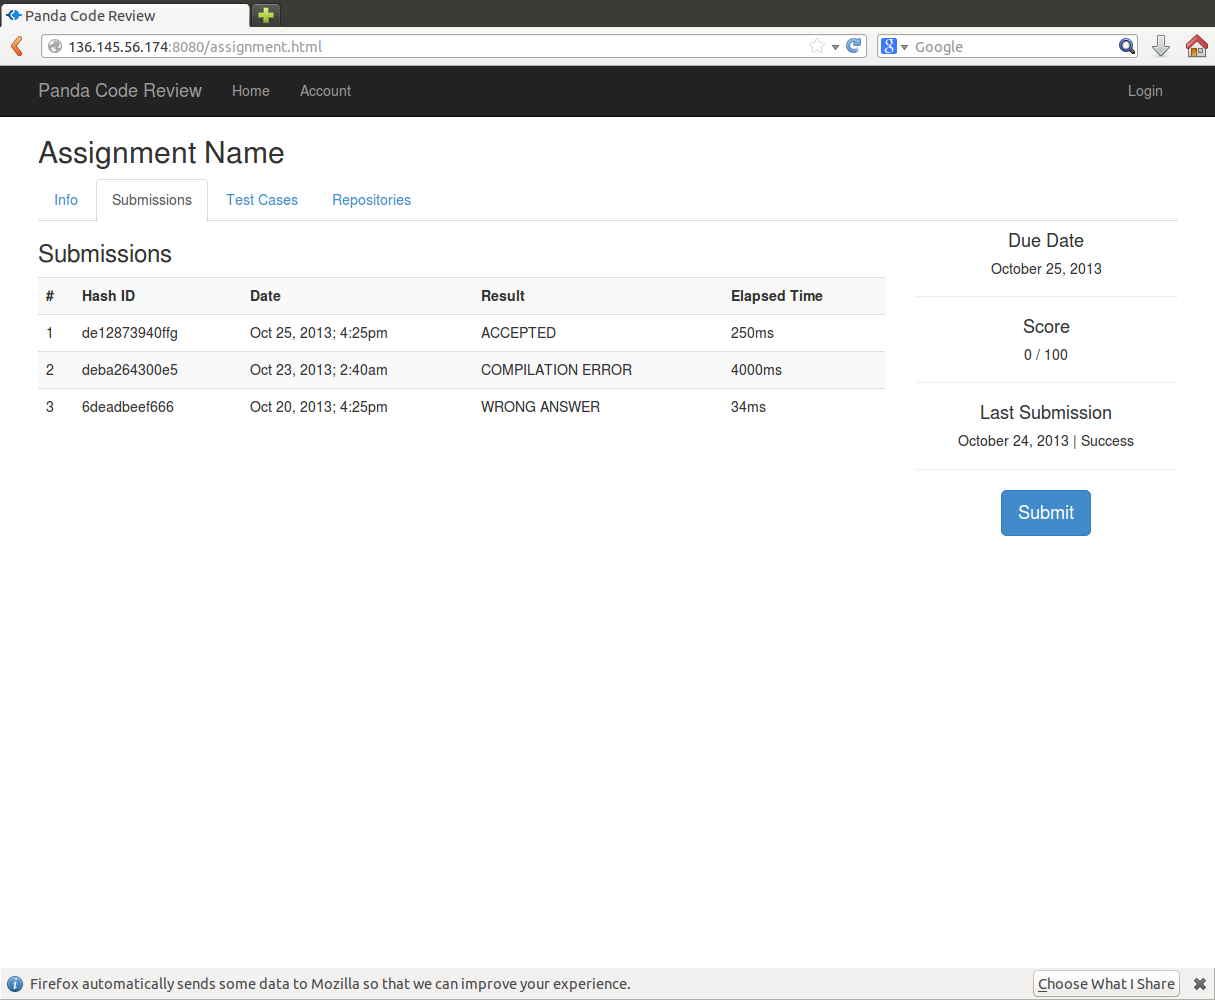 Panda Code Review
136.145.56.174:8080/assignment.html
Google
Panda Code Review Home Account Login
Assignment Name
Info Submissions Test Cases Repositories
Submissions
# Hash ID Date Result Elapsed Time
1 de12873940ffg Oct 25, 2013; 4:25pm ACCEPTED 250ms
2 deba264300e5 Oct 23, 2013; 2:40am COMPILATION ERROR 4000ms
3 6deadbeef666 Oct 20, 2013; 4:25pm WRONG ANSWER 34ms
Due Date
October 25, 2013
Score
0 / 100
Last Submission
October 24, 2013 | Success
Submit
Firefox automatically sends some data to Mozilla so that we can improve your experience. Choose What I Share